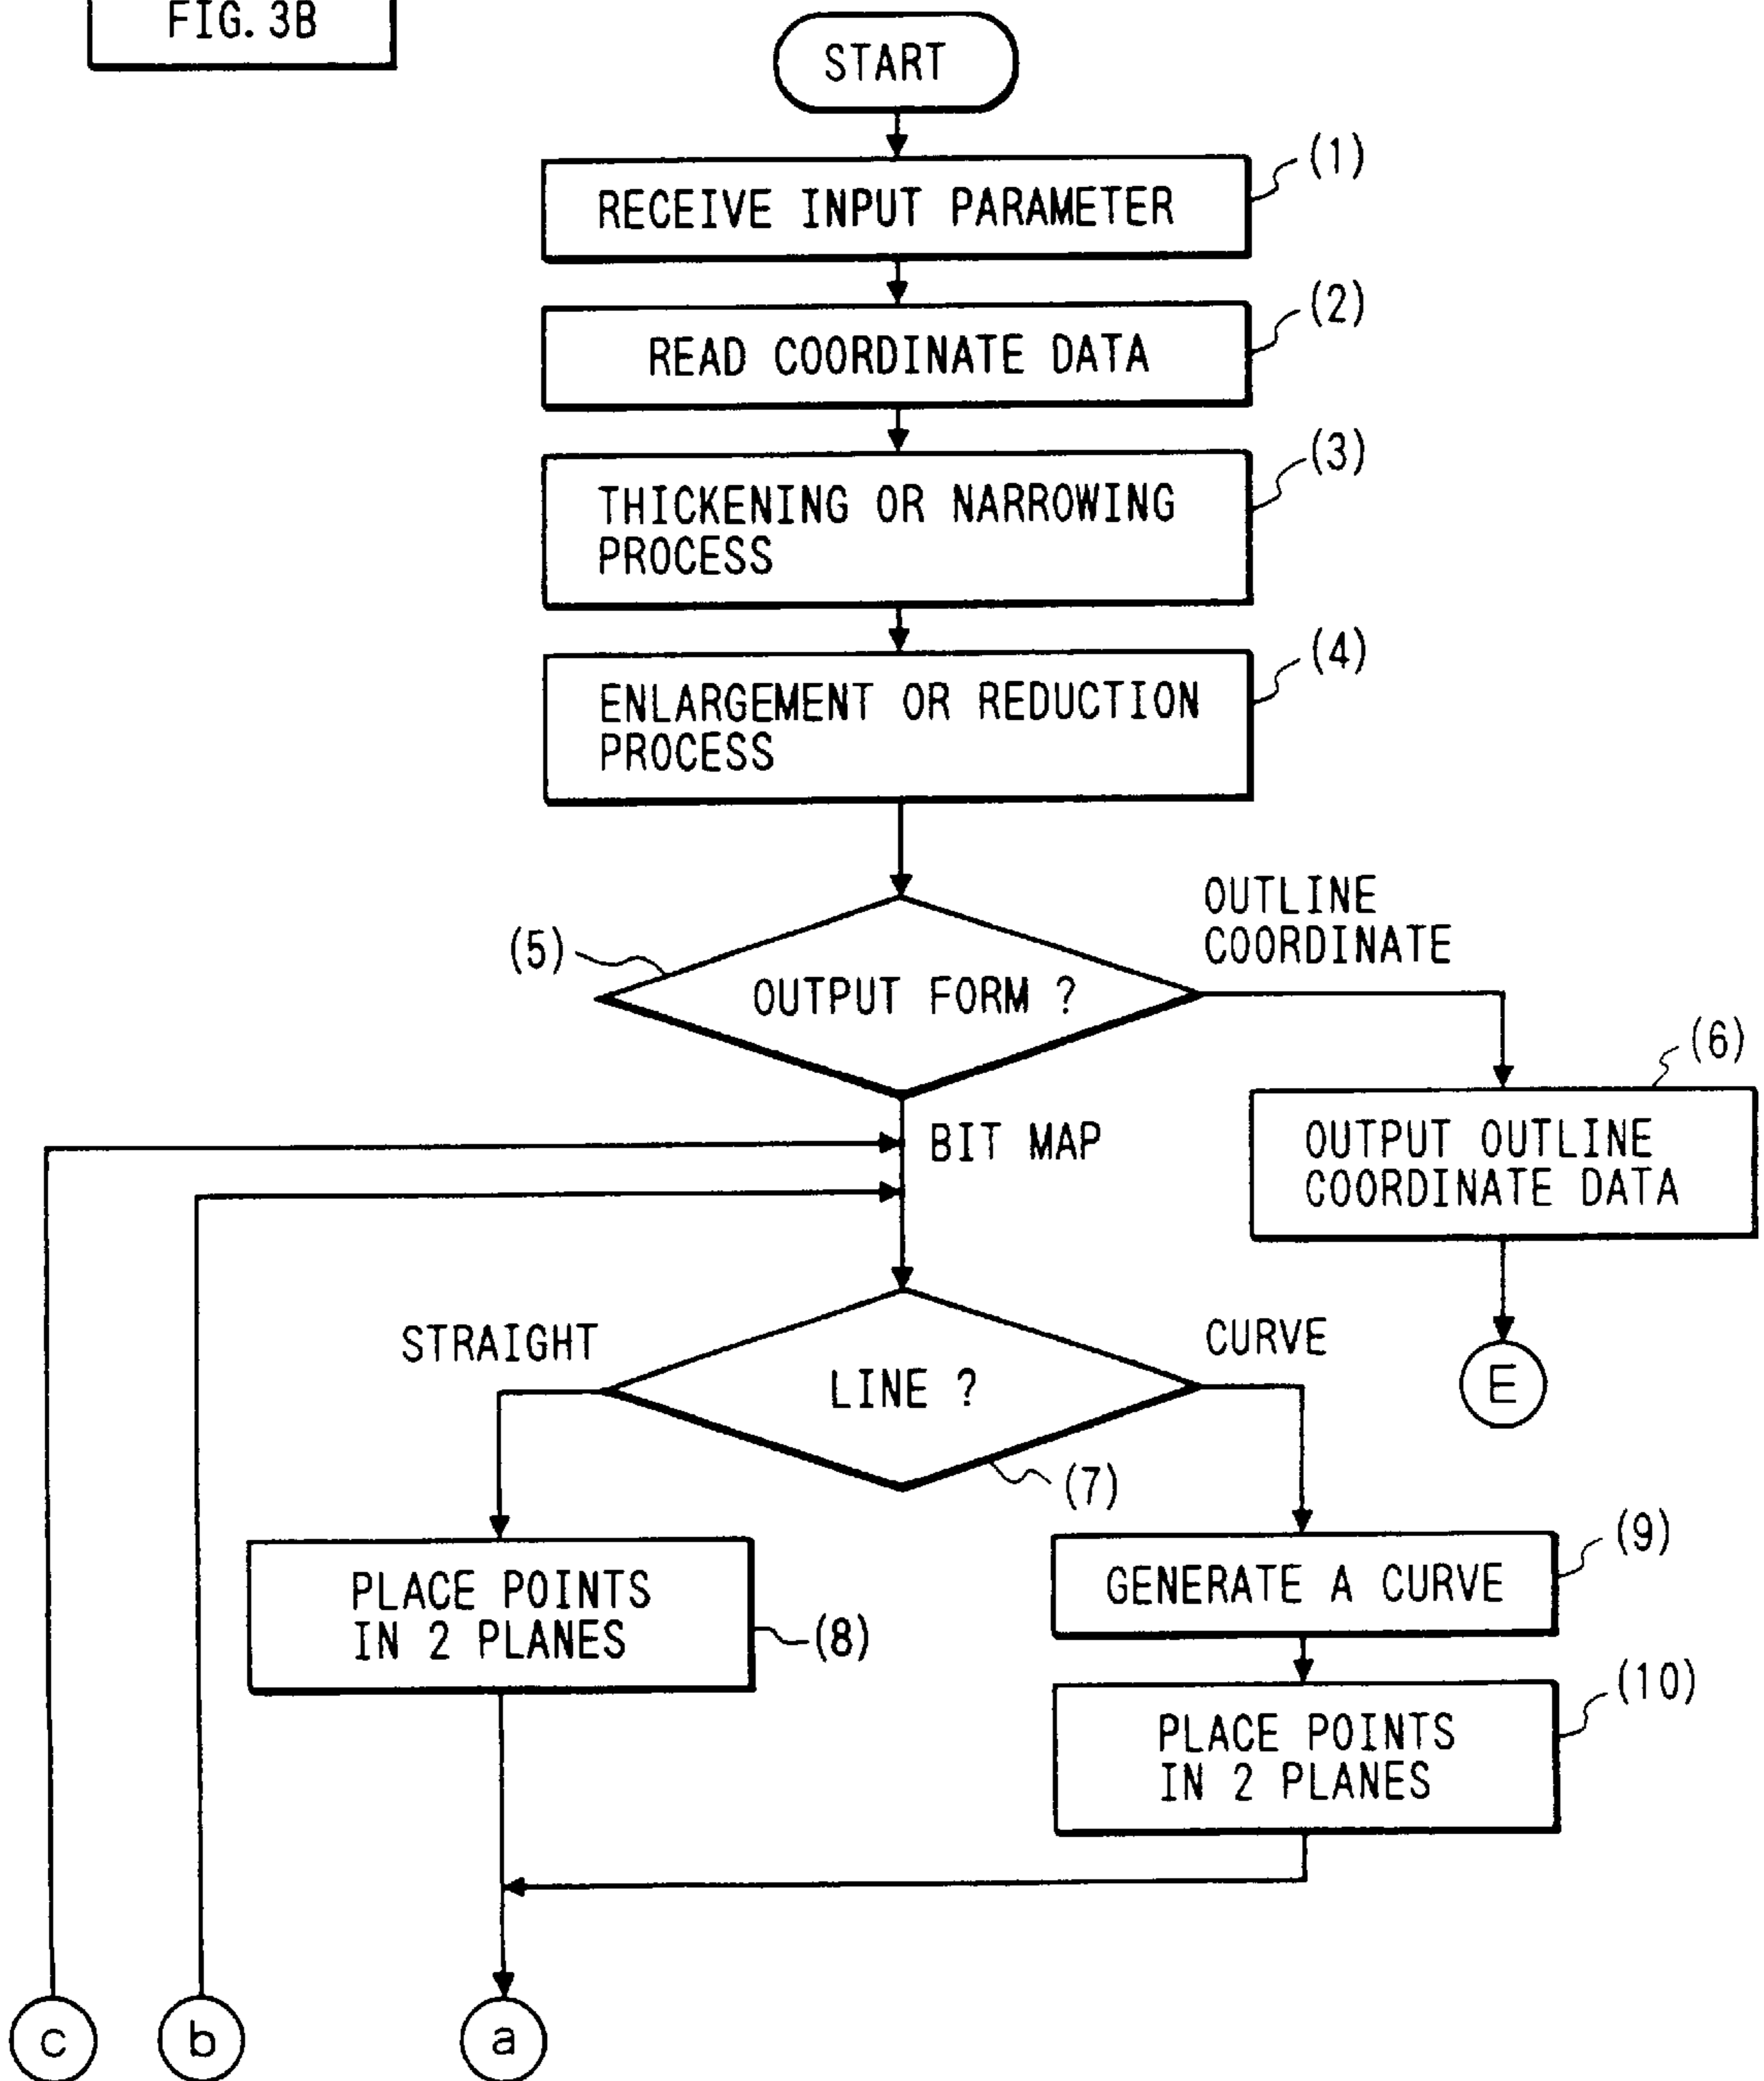 FIG. 3B
START
(1)
RECEIVE INPUT PARAMETER
(2)
READ COORDINATE DATA
(3)
THICKENING OR NARROWING
PROCESS
(4)
ENLARGEMENT OR REDUCTION
PROCESS
OUTLINE
COORDINATE
(5)
OUTPUT FORM ?
(6)
BIT MAP
OUTPUT OUTLINE
COORDINATE DATA
STRAIGHT
CURVE
LINE ?
E
(7)
(9)
PLACE POINTS
IN 2 PLANES
(8)
GENERATE A CURVE
(10)
PLACE POINTS
IN 2 PLANES
c
b
a